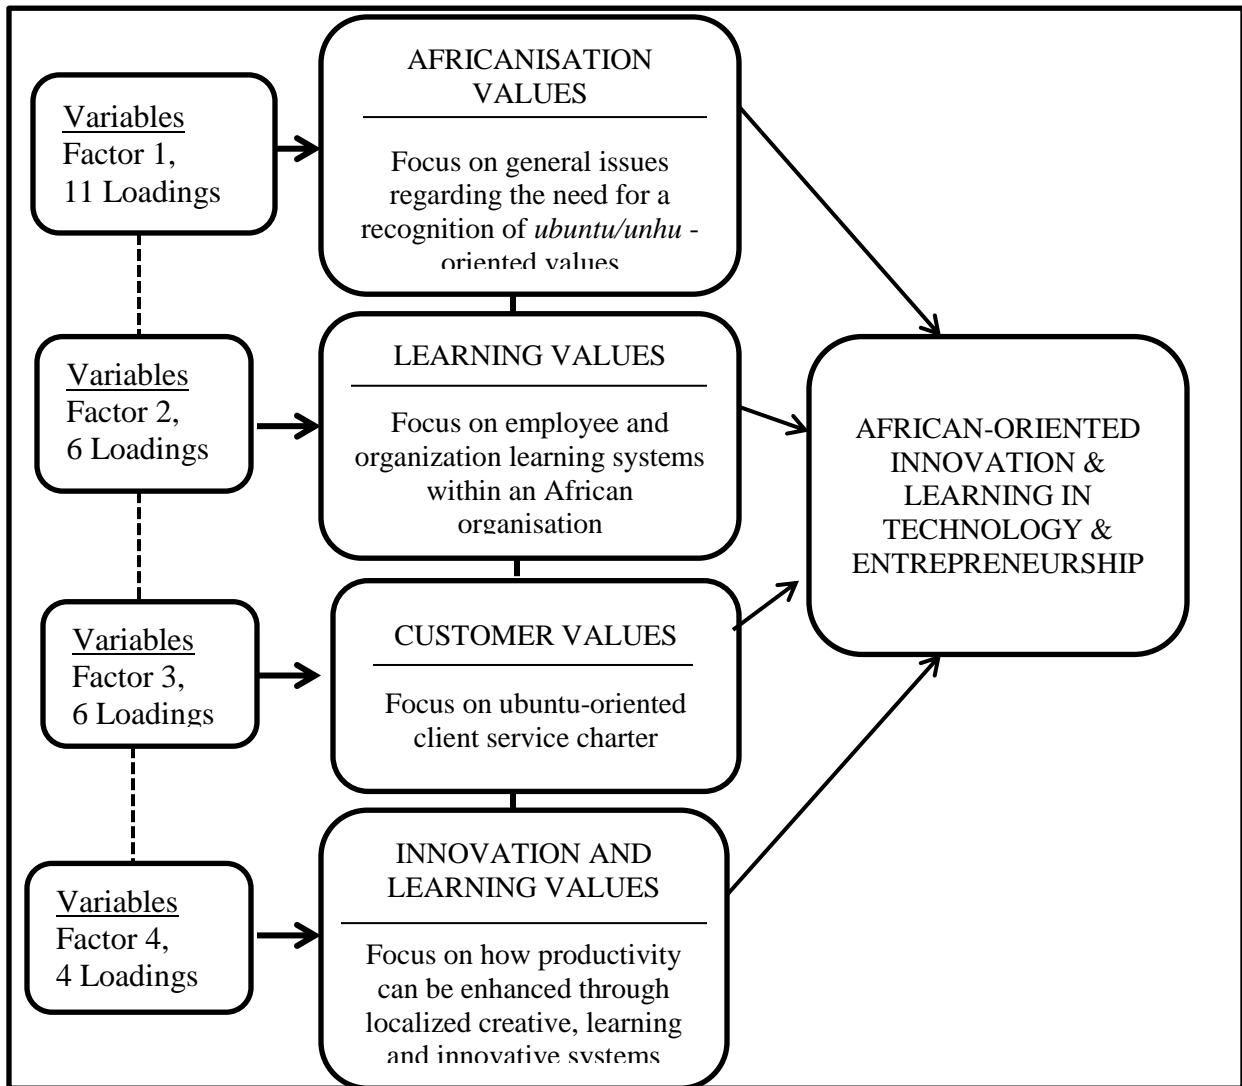 Variables
Factor 1,
11 Loadings
AFRICANISATION
VALUES
Focus on general issues
regarding the need for a
recognition of ubuntu/unhu -
oriented values
Variables
Factor 2,
6 Loadings
LEARNING VALUES
Focus on employee and
organization learning systems
within an African
organisation
Variables
Factor 3,
6 Loadings
CUSTOMER VALUES
Focus on ubuntu-oriented
client service charter
Variables
Factor 4,
4 Loadings
INNOVATION AND
LEARNING VALUES
Focus on how productivity
can be enhanced through
localized creative, learning
and innovative systems
AFRICAN-ORIENTED
INNOVATION &
LEARNING IN
TECHNOLOGY &
ENTREPRENEURSHIP